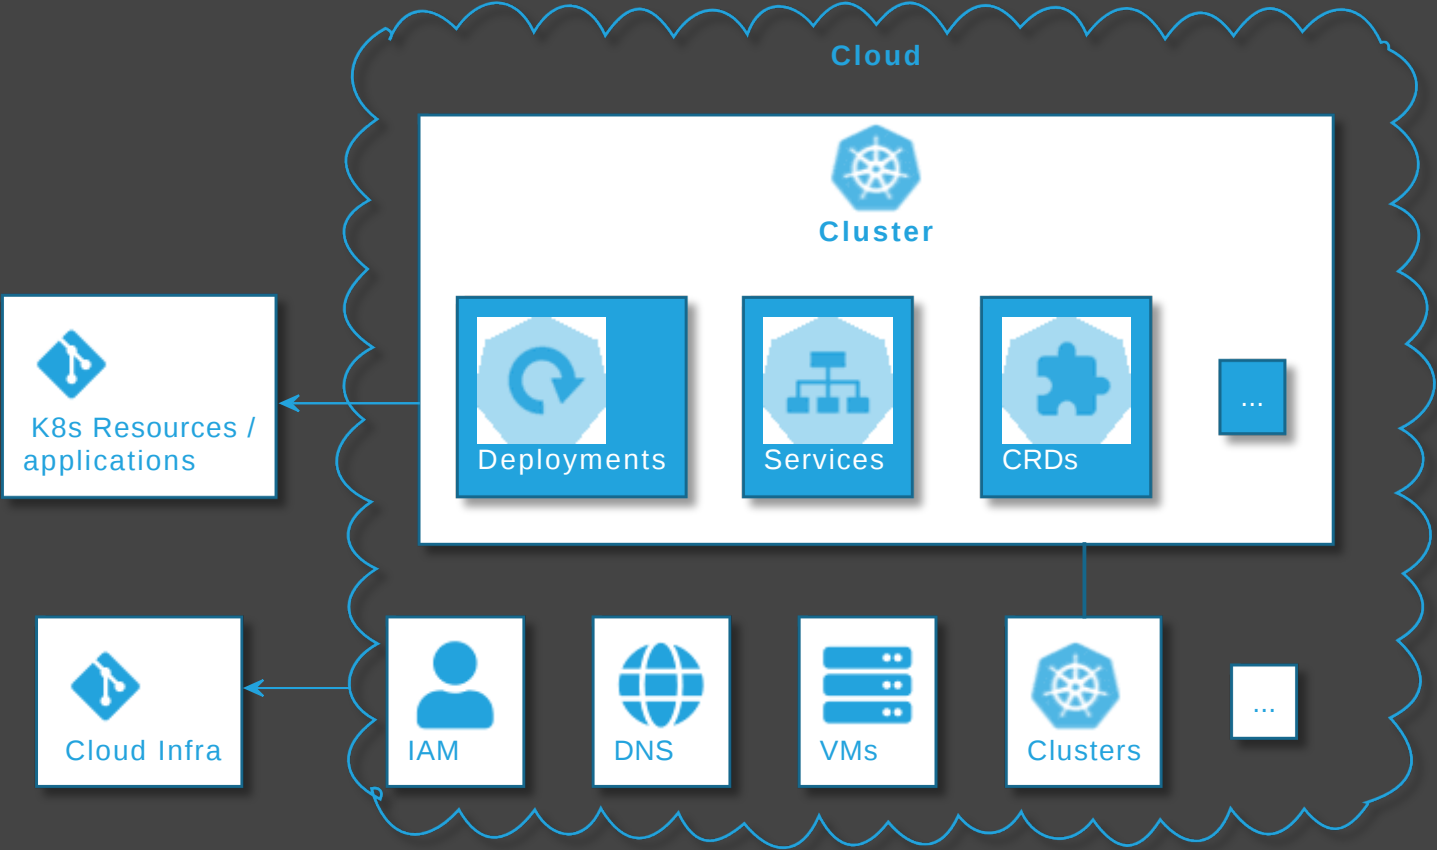 Cloud
Cluster
K8s Resources /
applications
Deployments
Services
CRDs
...
Cloud Infra
IAM
DNS
VMs
Clusters
...